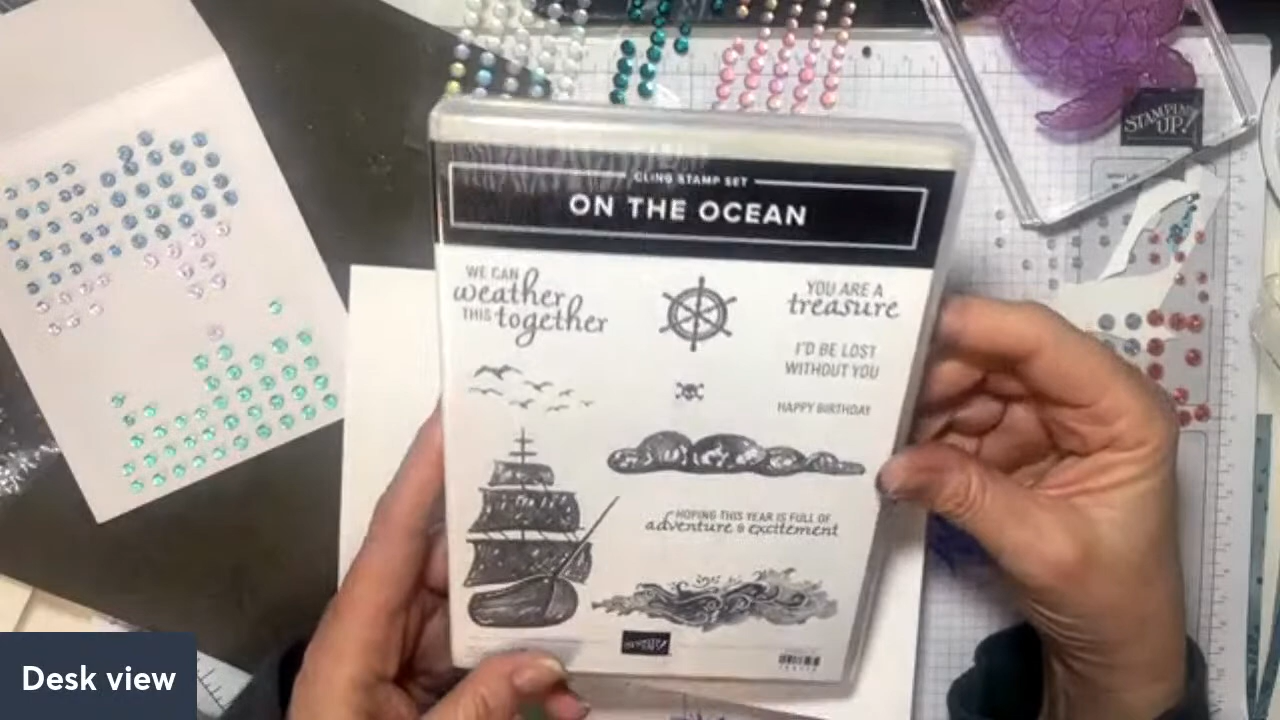 CLING STAMP SET
ON THE OCEAN
WE CAN
weather
THIS together
YOU ARE A
treasure
I'D BE LOST
WITHOUT YOU
HAPPY BIRTHDAY
HOPING THIS YEAR IS FULL OF
adventure & excitement
STAMPIN' UP!
Desk view